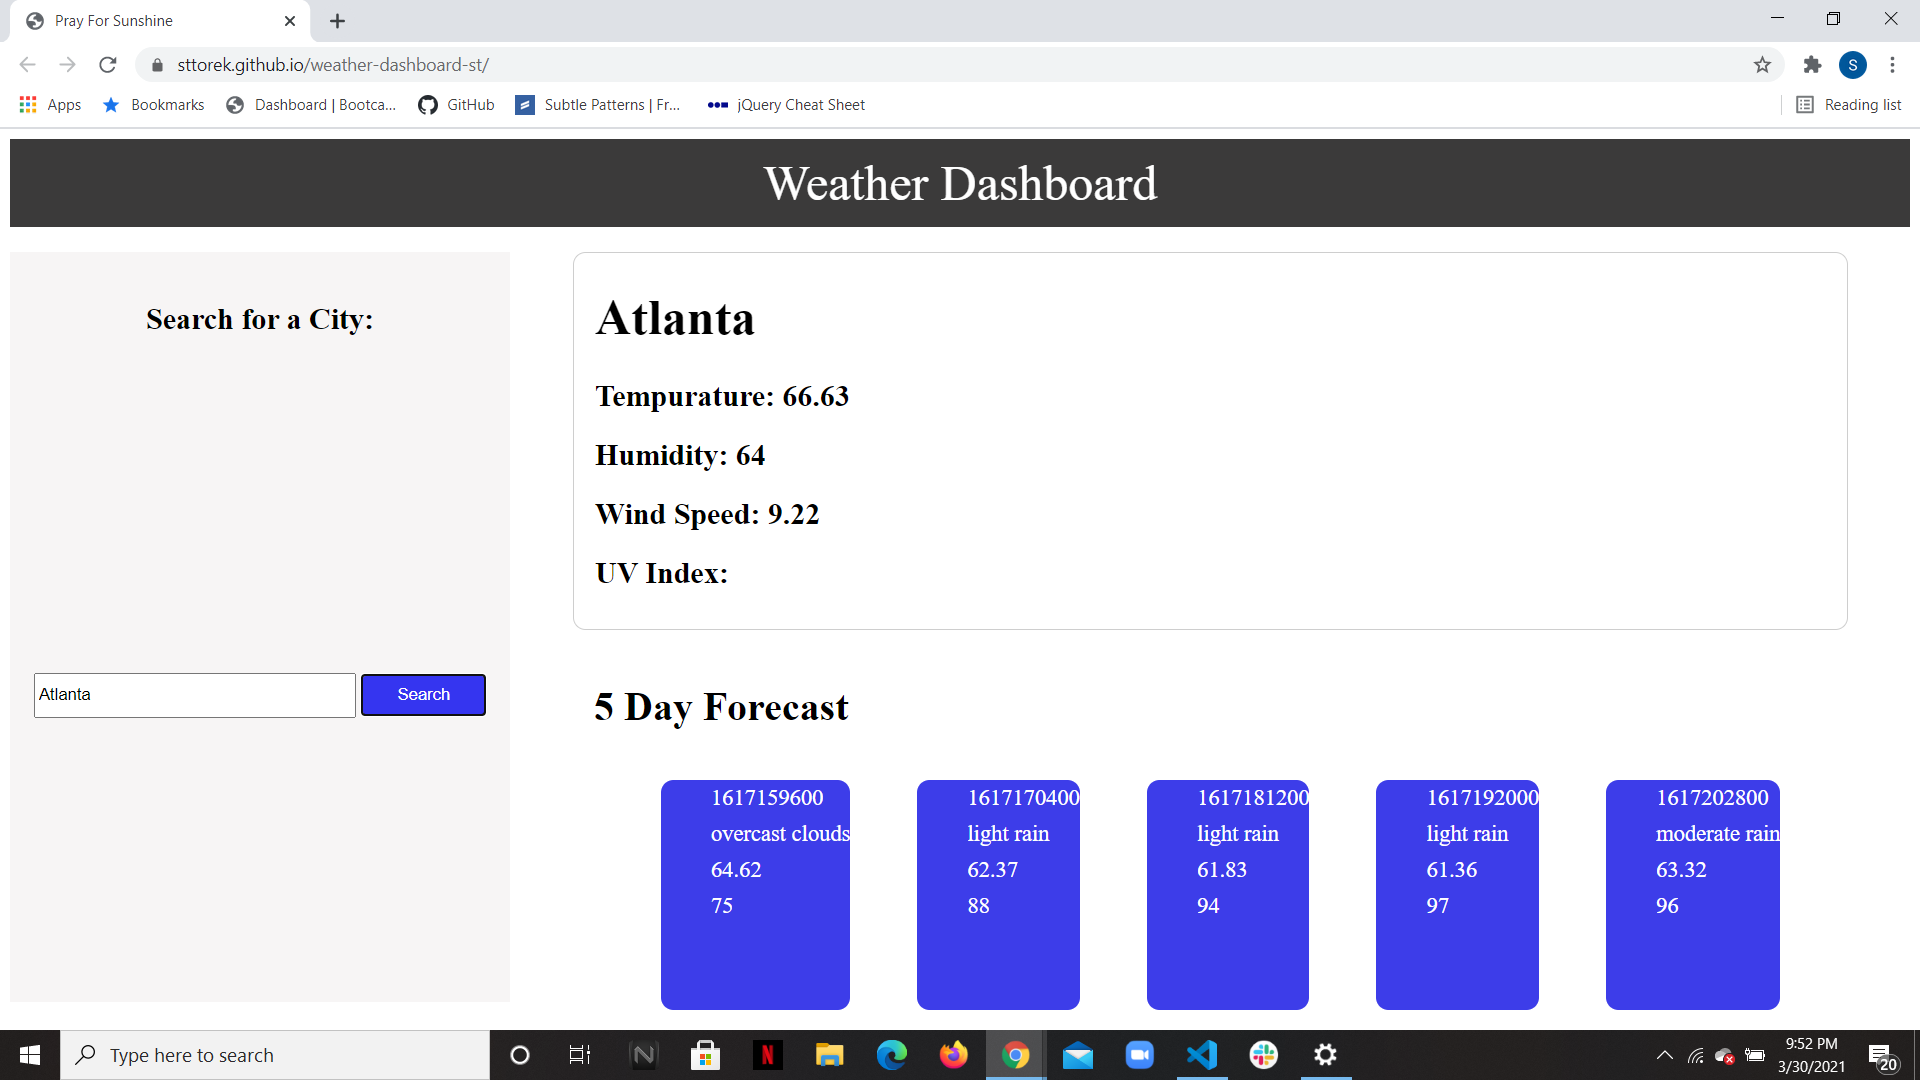 Pray For Sunshine
sttorek.github.io/weather-dashboard-st/
S
Apps Bookmarks Dashboard | Bootca... GitHub Subtle Patterns | Fr... jQuery Cheat Sheet Reading list
Weather Dashboard
Search for a City:
Atlanta Search
Atlanta
Tempurature: 66.63
Humidity: 64
Wind Speed: 9.22
UV Index:
5 Day Forecast
1617159600
overcast clouds
64.62
75
1617170400
light rain
62.37
88
1617181200
light rain
61.83
94
1617192000
light rain
61.36
97
1617202800
moderate rain
63.32
96
Type here to search
N
N
9:52 PM
3/30/2021
20